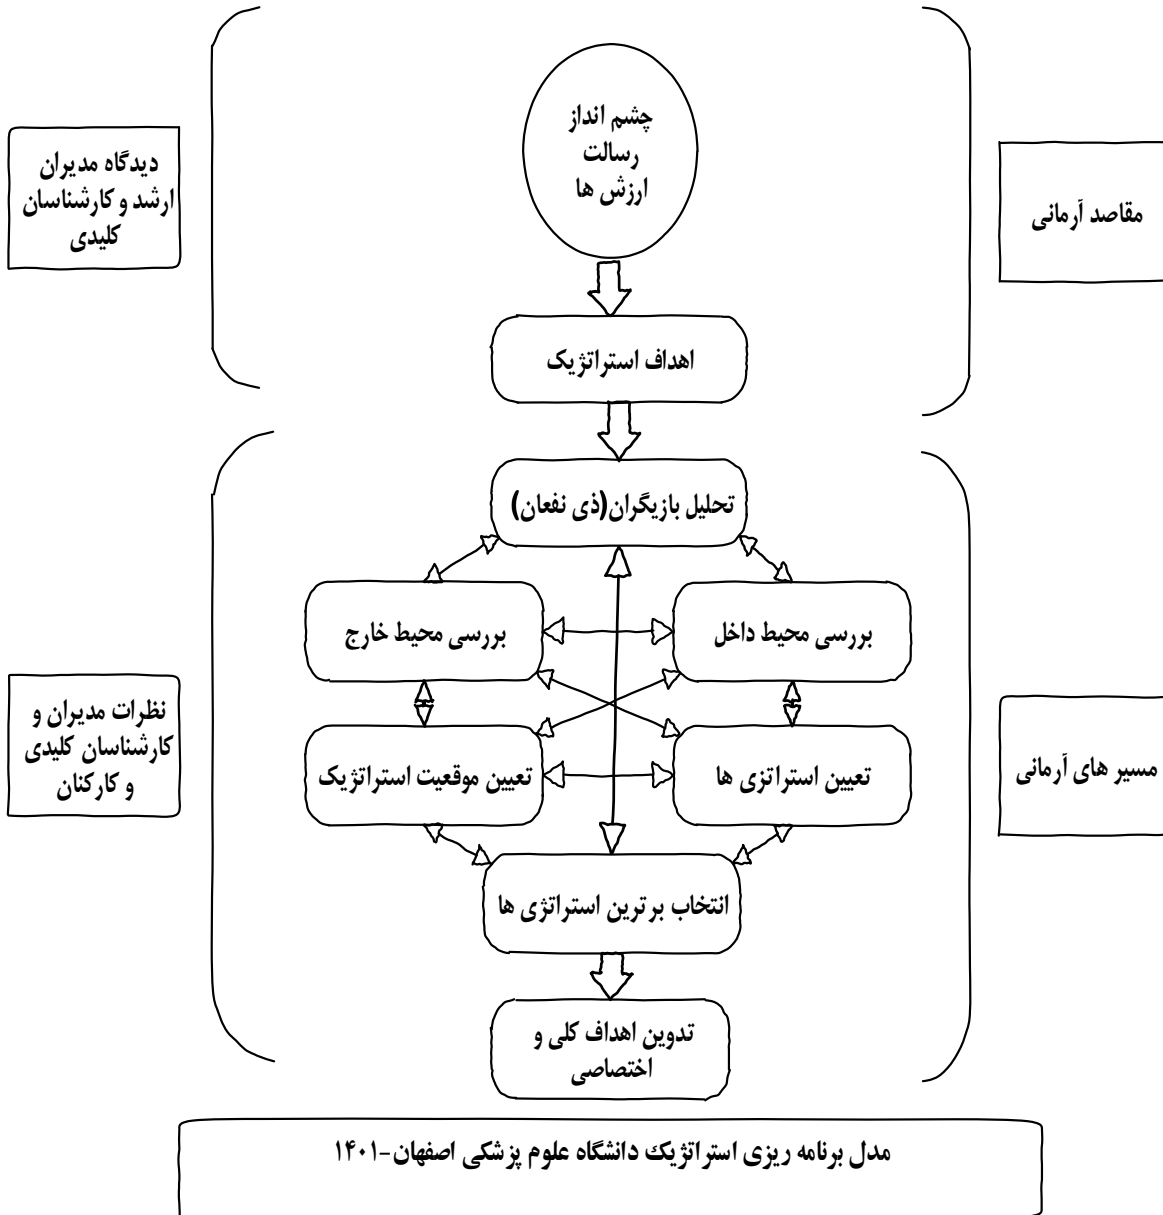 چشم انداز
رسالت
ارزش ها
مقاصد آرمانی
دیدگاه مدیران
ارشد و کارشناسان
کلیدی
اهداف استراتژیک
تحلیل بازیگران(ذی نفعان)
بررسی محیط داخل
بررسی محیط خارج
مسیر های آرمانی
نظرات مدیران و
کارشناسان کلیدی
و کارکنان
تعیین استراتزی ها
تعیین موقعیت استراتژیک
انتخاب برترین استراتژی ها
تدوین اهداف کلی و
اختصاصی
مدل برنامه ریزی استراتژیک دانشگاه علوم پزشکی اصفهان-۱۴۰۱